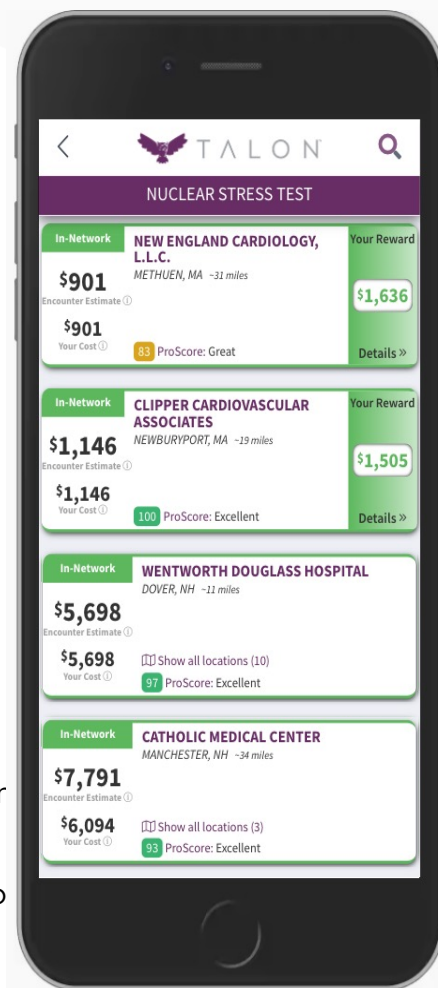 TALON
NUCLEAR STRESS TEST
In-Network
$901
Encounter Estimate ⓘ
$901
Your Cost ⓘ
NEW ENGLAND CARDIOLOGY,
L.L.C.
METHUEN, MA ~31 miles
83 ProScore: Great
Your Reward
$1,636
Details »
In-Network
$1,146
Encounter Estimate ⓘ
$1,146
Your Cost ⓘ
CLIPPER CARDIOVASCULAR
ASSOCIATES
NEWBURYPORT, MA ~19 miles
100 ProScore: Excellent
Your Reward
$1,505
Details »
In-Network
$5,698
Encounter Estimate ⓘ
$5,698
Your Cost ⓘ
WENTWORTH DOUGLASS HOSPITAL
DOVER, NH ~11 miles
Show all locations (10)
97 ProScore: Excellent
In-Network
$7,791
Encounter Estimate ⓘ
$6,094
Your Cost ⓘ
CATHOLIC MEDICAL CENTER
MANCHESTER, NH ~34 miles
Show all locations (3)
93 ProScore: Excellent